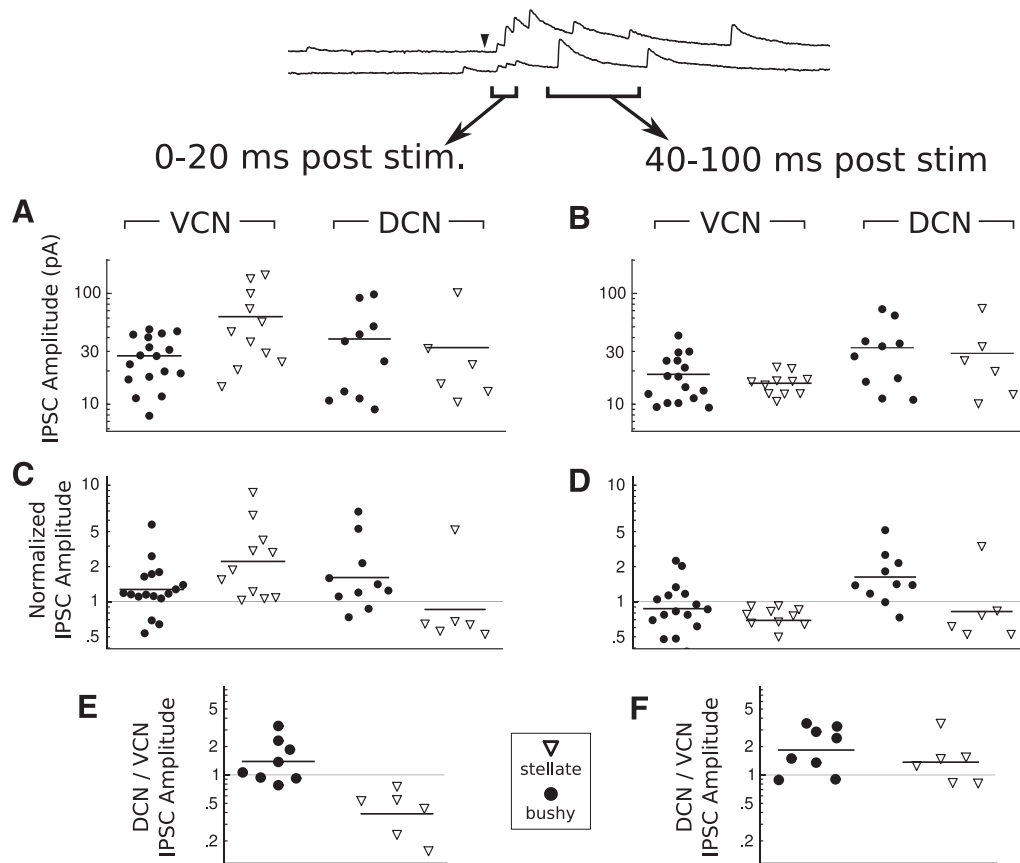 0-20 ms post stim.
40-100 ms post stim
A
VCN
DCN
IPSC Amplitude (pA)
100
30
10
B
VCN
DCN
100
10
C
Normalized
IPSC Amplitude
10
5
2
1
.5
D
10
5
2
1
.5
E
DCN / VCN
IPSC Amplitude
5
2
1
.5
.2
stellate
bushy
F
DCN / VCN
IPSC Amplitude
5
2
1
.5
.2